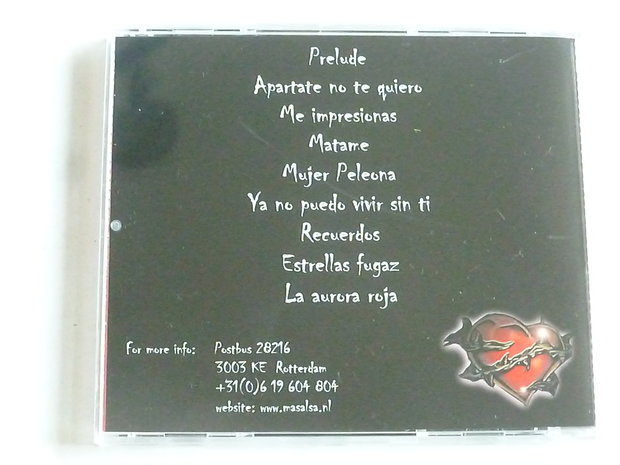 Prelude
Apartate no te quiero
Me impresionas
Matame
Mujer Peleona
Ya no puedo vivir sin ti
Recuerdos
Estrellas fugaz
La aurora roja
For more info: Postbus 28216
3003 KE Rotterdam
+31(0)6 19 604 804
website: www.masalsa.nl